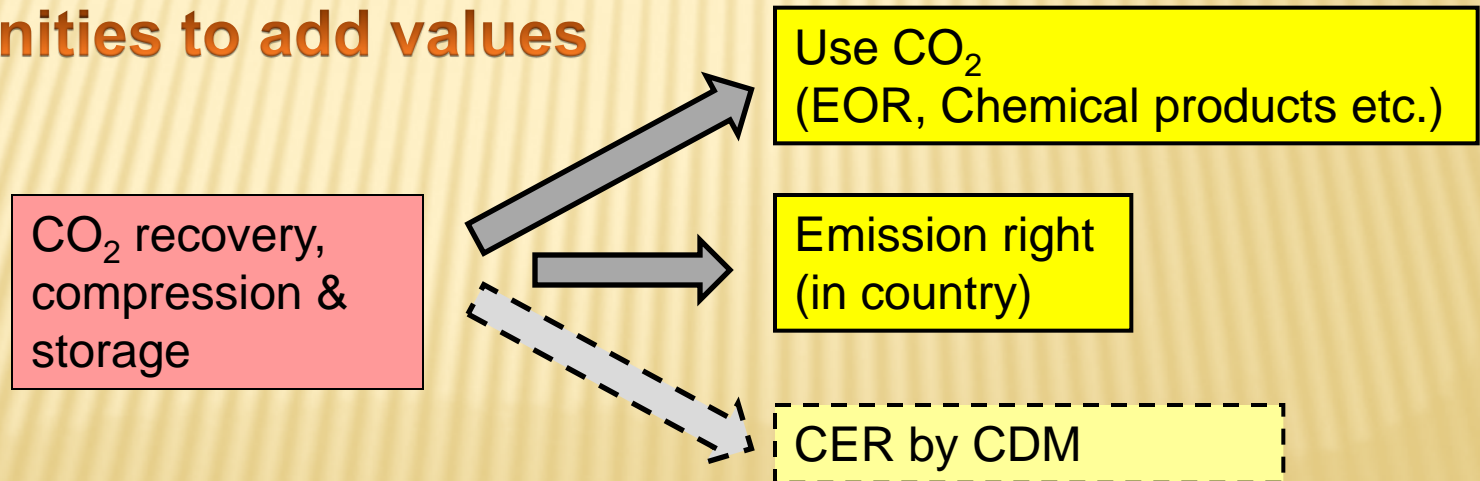 nities to add values
Use CO₂
(EOR, Chemical products etc.)
CO₂ recovery,
compression &
storage
Emission right
(in country)
CER by CDM